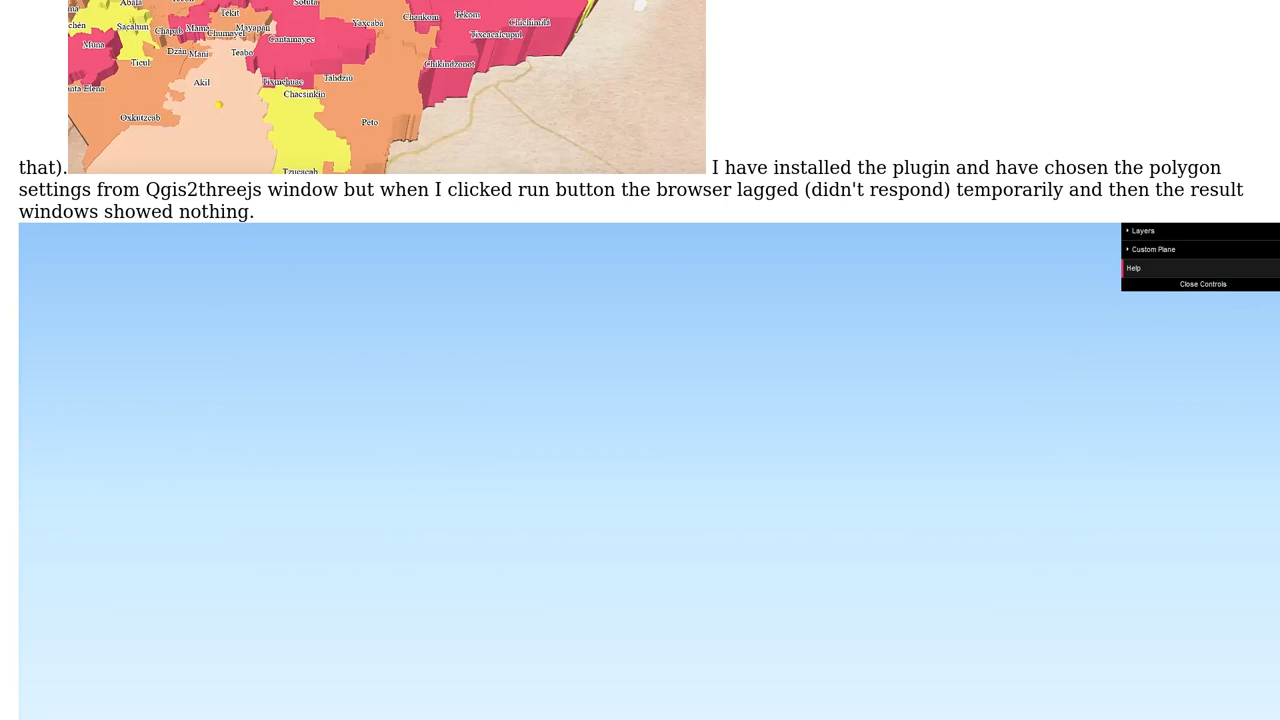 Abalá
Sotuta
Tekit
Chankom
Tekom
Yaxcabá
Chichimilá
chén
Sacalum
Chapab
Mama
Mayapán
Chumayel
Tixcacalcupul
Muna
Cantamayec
Dzán
Maní
Teabo
Ticul
Chikindzonot
Akil
Tixmehuac
Tahdziú
nta Elena
Chacsinkín
Oxkutzcab
Peto
that).
Tzucacab
I have installed the plugin and have chosen the polygon
settings from Qgis2threejs window but when I clicked run button the browser lagged (didn't respond) temporarily and then the result
windows showed nothing.
Layers
Custom Plane
Help
Close Controls